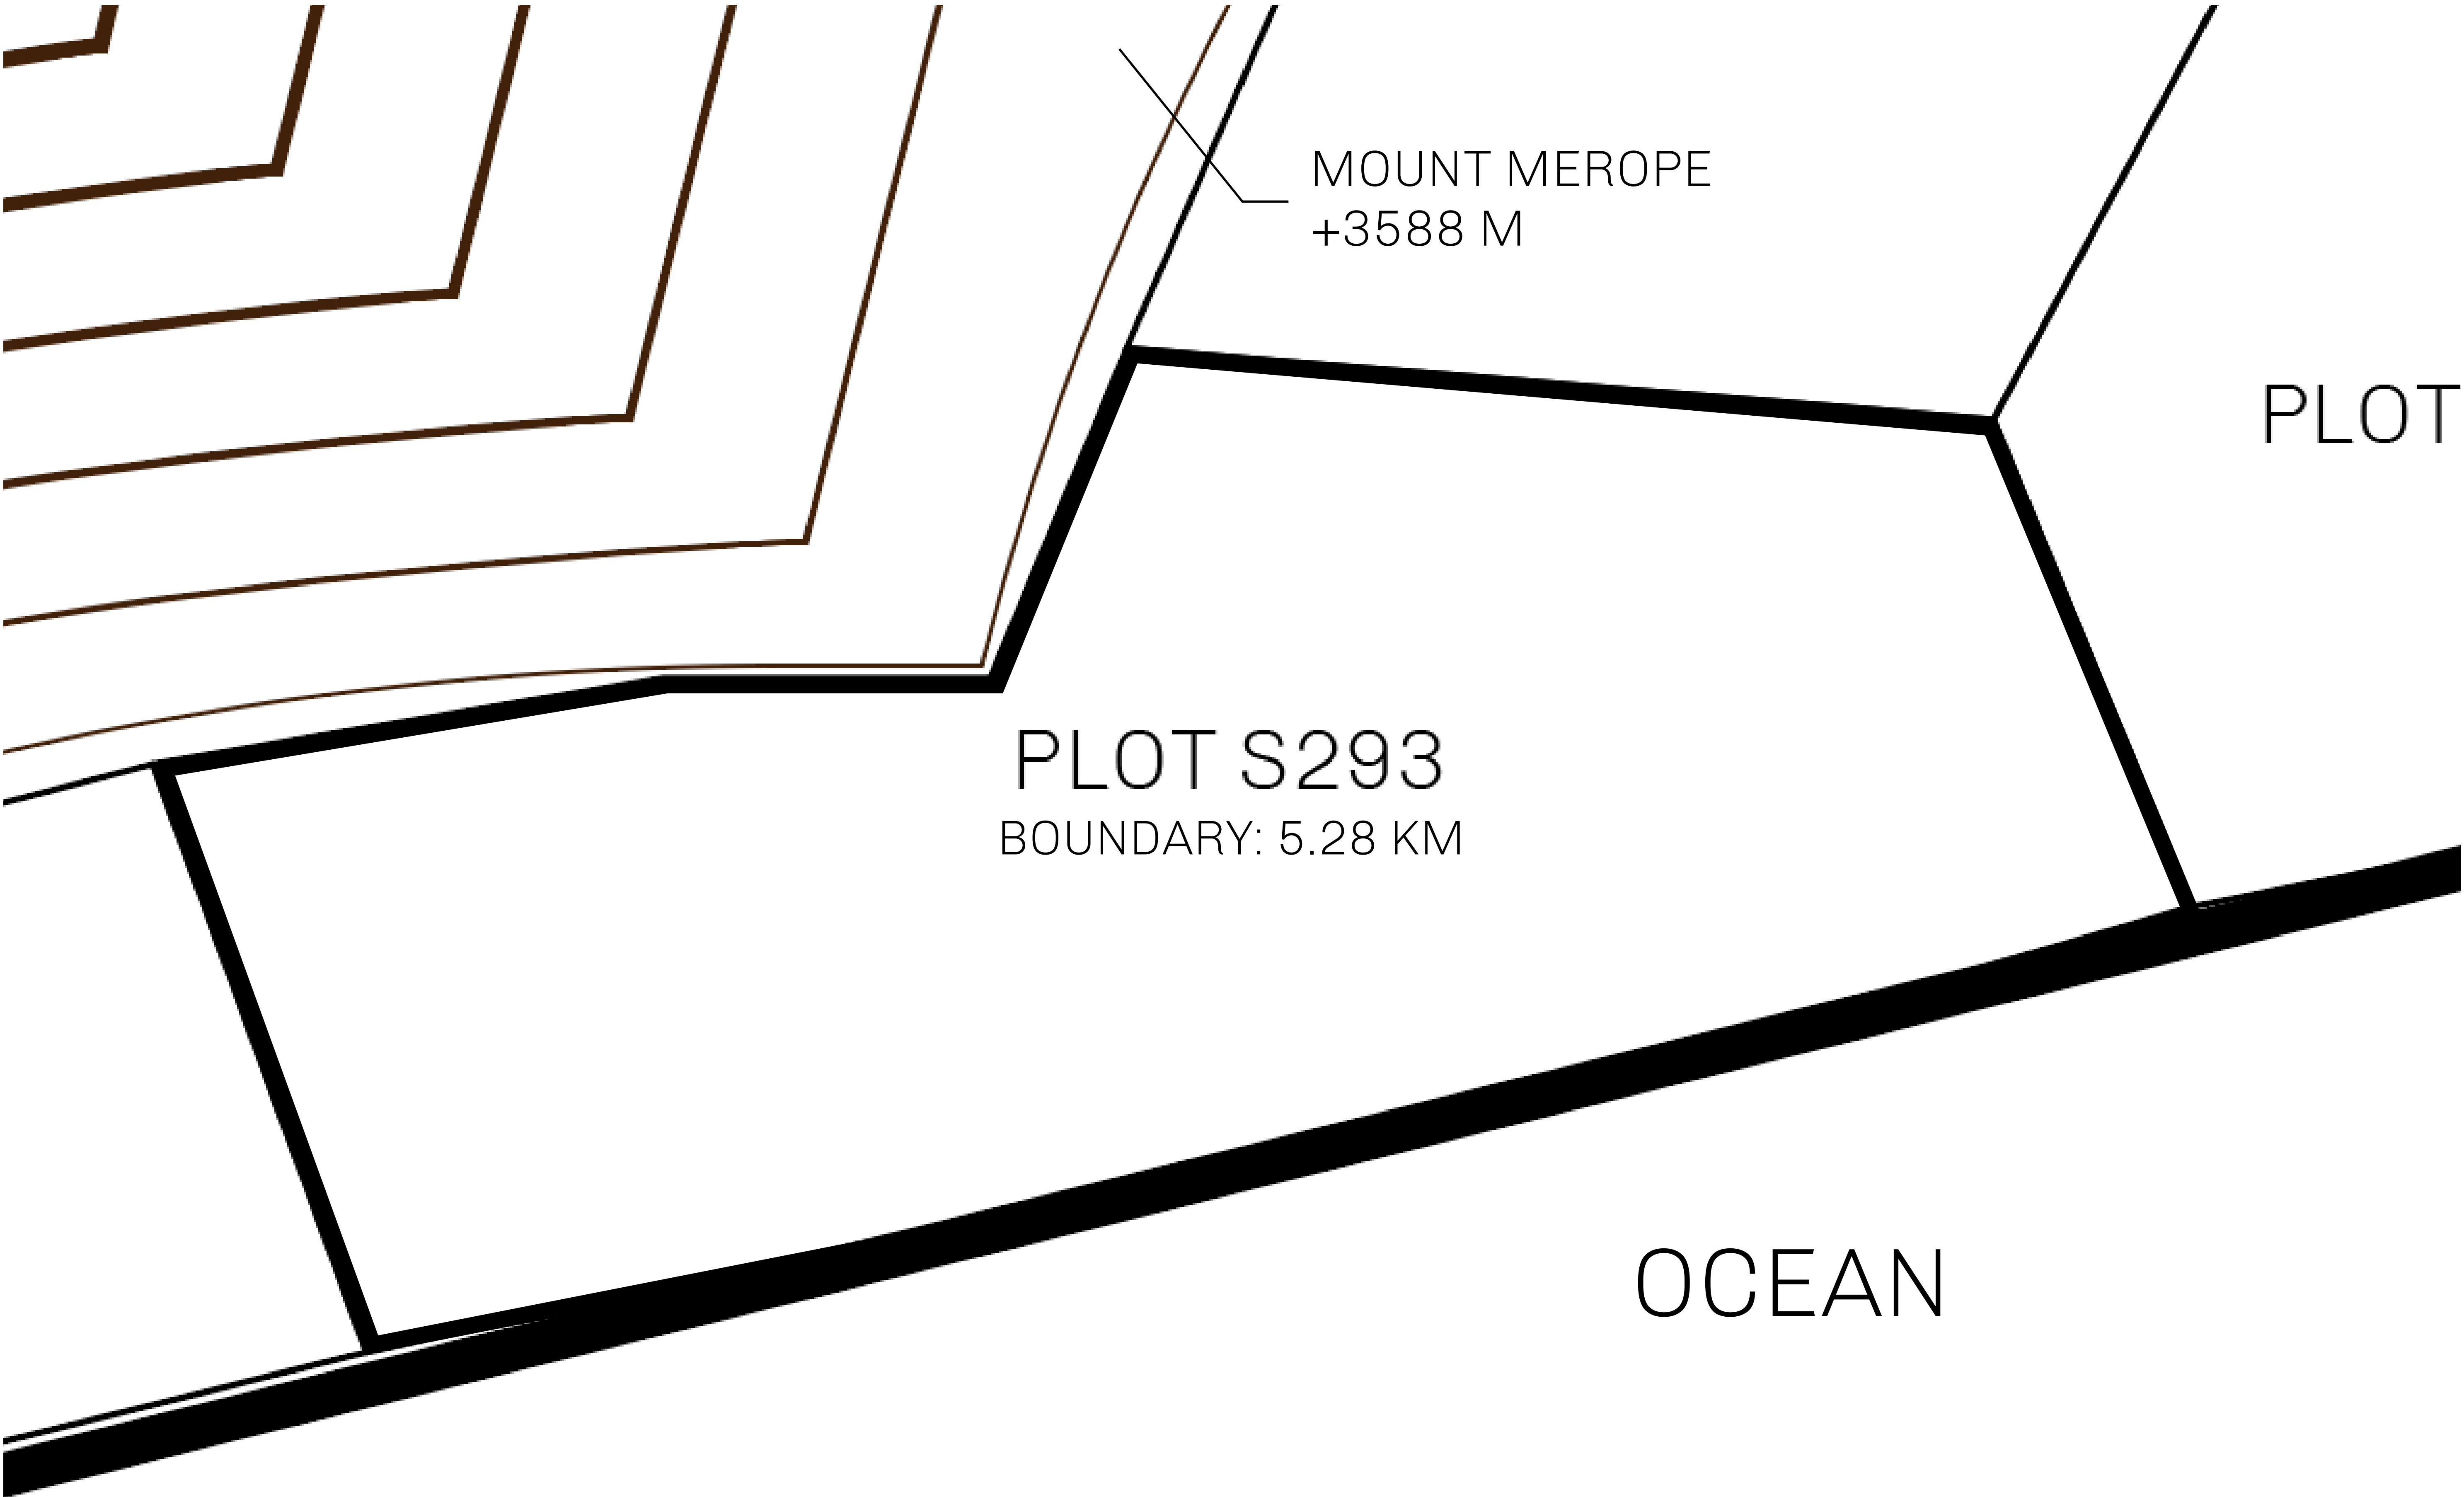 MOUNT MEROPE
+3588 M
PLOT
PLOT S293
BOUNDARY: 5.28 KM
OCEAN